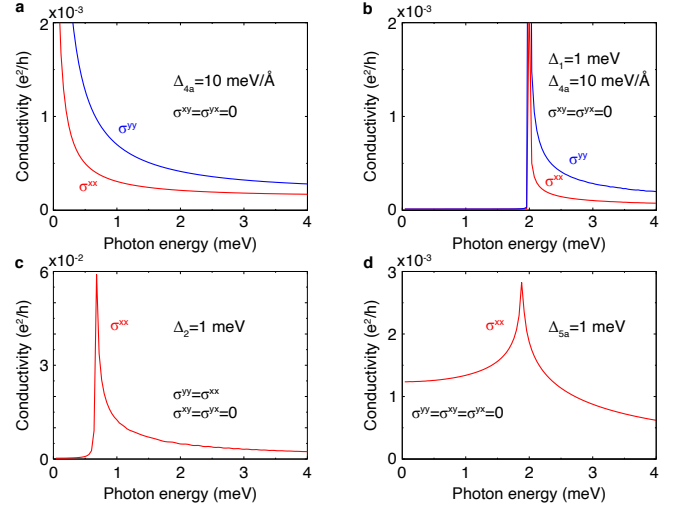 a
x10⁻³
2
1
0
0 1 2 3 4
Conductivity (e²/h)
Photon energy (meV)
Δ₄ₐ=10 meV/Å
σˣʸ=σʸˣ=0
σʸʸ
σˣˣ
b
x10⁻³
2
1
0
0 1 2 3 4
Conductivity (e²/h)
Photon energy (meV)
Δ₁=1 meV
Δ₄ₐ=10 meV/Å
σˣʸ=σʸˣ=0
σʸʸ
σˣˣ
c
x10⁻²
6
3
0
0 1 2 3 4
Conductivity (e²/h)
Photon energy (meV)
σˣˣ
Δ₂=1 meV
σʸʸ=σˣˣ
σˣʸ=σʸˣ=0
d
x10⁻³
3
2
1
0
0 1 2 3 4
Conductivity (e²/h)
Photon energy (meV)
σˣˣ
Δ₅ₐ=1 meV
σʸʸ=σˣʸ=σʸˣ=0